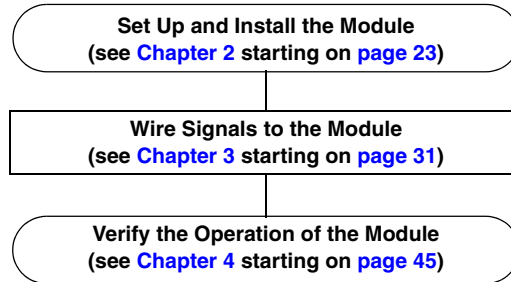 Set Up and Install the Module
(see Chapter 2 starting on page 23)
Wire Signals to the Module
(see Chapter 3 starting on page 31)
Verify the Operation of the Module
(see Chapter 4 starting on page 45)